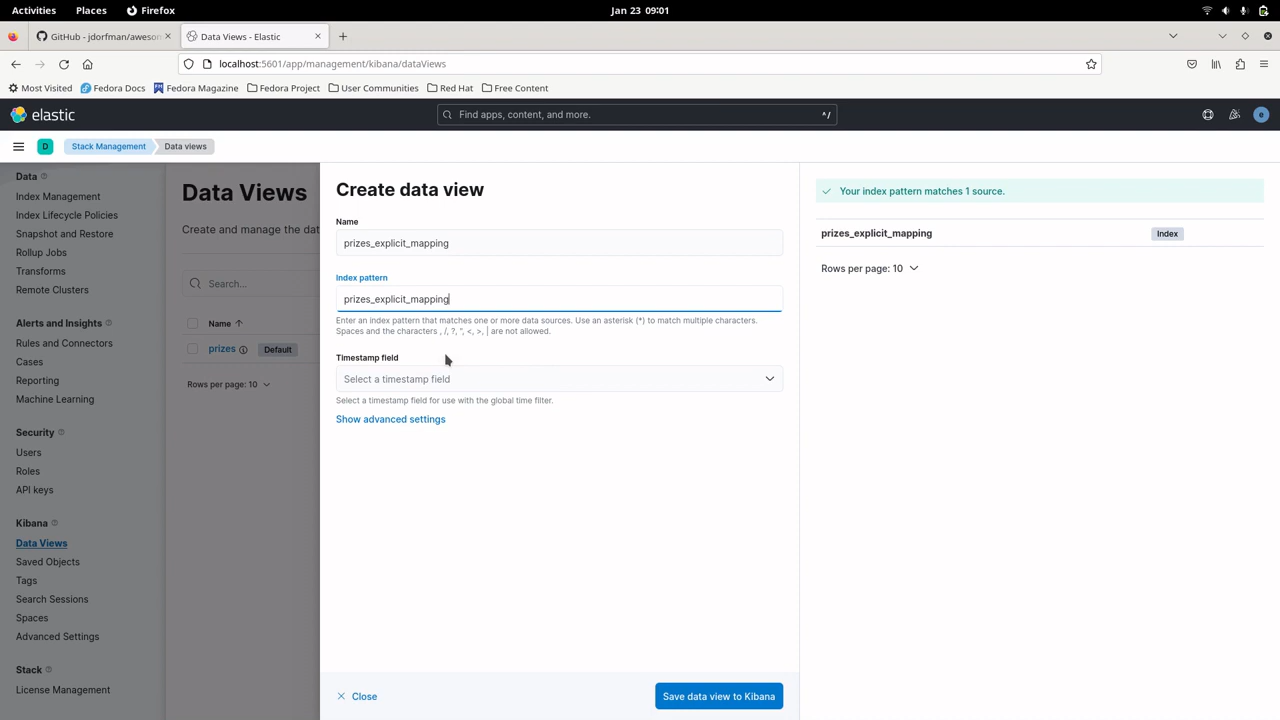 Activities Places Firefox Jan 23 09:01
GitHub - jdorfman/awesom Data Views - Elastic
localhost:5601/app/management/kibana/dataViews
Most Visited Fedora Docs Fedora Magazine Fedora Project User Communities Red Hat Free Content
elastic Find apps, content, and more. ^/ e
D Stack Management Data views
Data
Index Management
Index Lifecycle Policies
Snapshot and Restore
Rollup Jobs
Transforms
Remote Clusters
Alerts and Insights
Rules and Connectors
Cases
Reporting
Machine Learning
Security
Users
Roles
API keys
Kibana
Data Views
Saved Objects
Tags
Search Sessions
Spaces
Advanced Settings
Stack
License Management
Data Views
Create and manage the dat
Search...
Name
prizes Default
Rows per page: 10
Create data view
Name
prizes_explicit_mapping
Index pattern
prizes_explicit_mapping
Enter an index pattern that matches one or more data sources. Use an asterisk (*) to match multiple characters.
Spaces and the characters , /, ?, ", <, >, | are not allowed.
Timestamp field
Select a timestamp field
Select a timestamp field for use with the global time filter.
Show advanced settings
Close Save data view to Kibana
Your index pattern matches 1 source.
prizes_explicit_mapping Index
Rows per page: 10